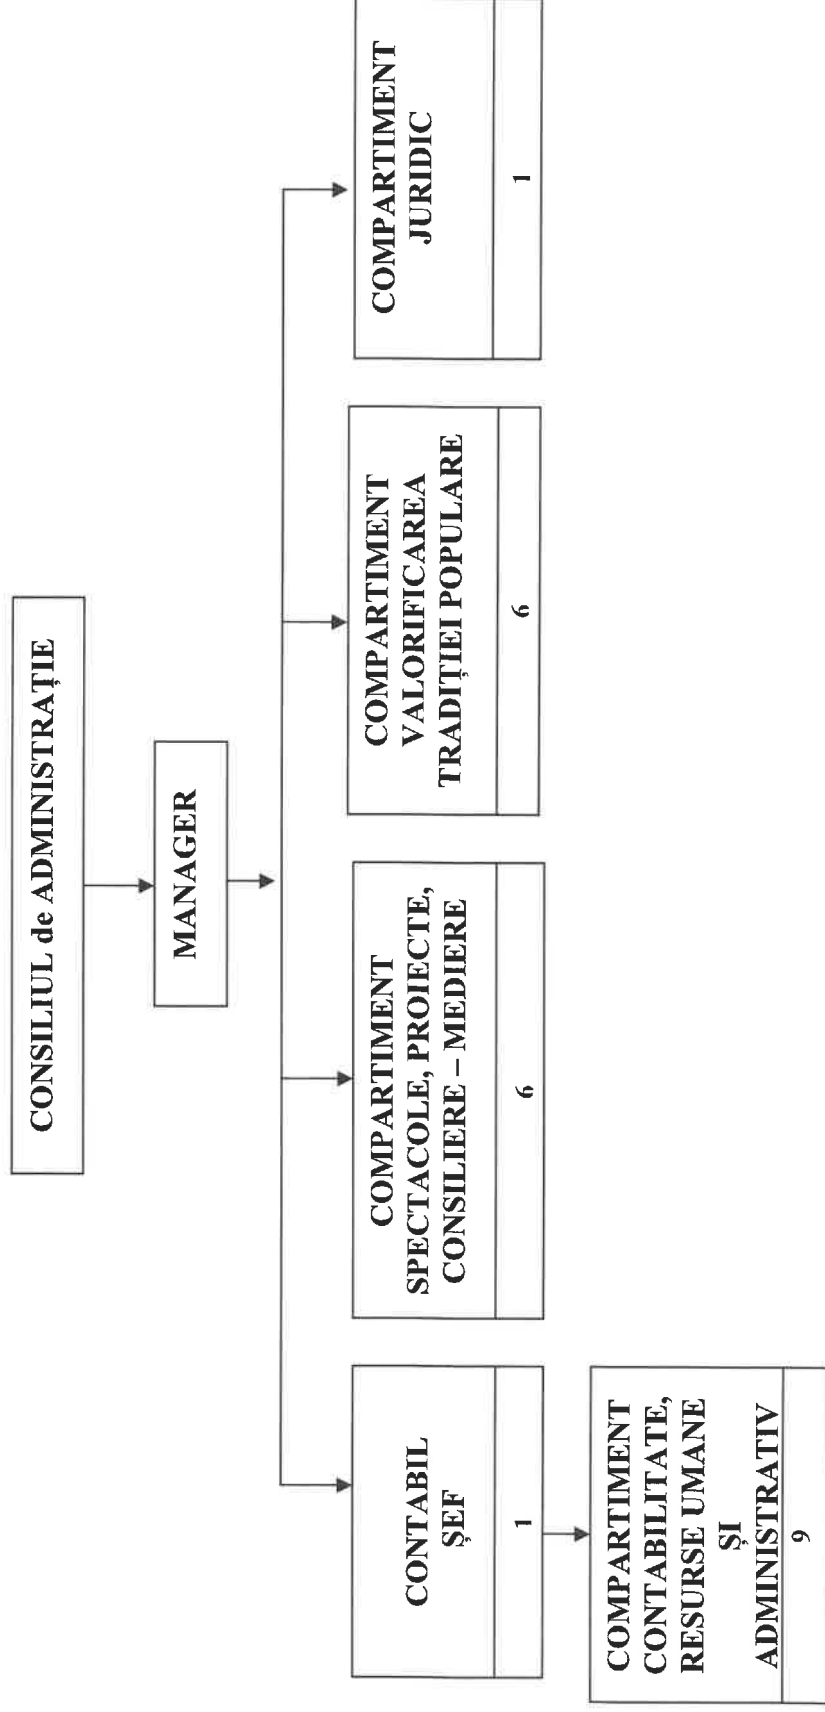 CONSILIUL de ADMINISTRAȚIE
MANAGER
CONTABIL
ȘEF
1
COMPARTIMENT
SPECTACOLE, PROIECTE,
CONSILIERE – MEDIERE
6
COMPARTIMENT
VALORIFICAREA
TRADIȚIEI POPULARE
6
COMPARTIMENT
JURIDIC
1
COMPARTIMENT
CONTABILITATE,
RESURSE UMANE
ȘI
ADMINISTRATIV
9